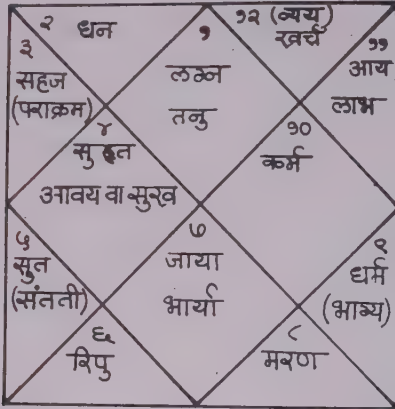 १
लग्न
तनु
२
धन
३
सहज
(पराक्रम)
४
सुहृत
आवय वा सुख
५
सुत
(संतती)
६
रिपु
७
जाया
भार्या
८
मरण
९
धर्म
(भाग्य)
१०
कर्म
११
आय
लाभ
१२ (व्यय)
खर्च